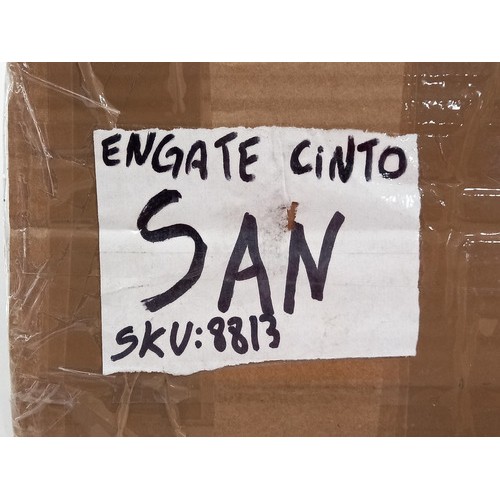 ENGATE CiNTO
SAN
SKU:8813